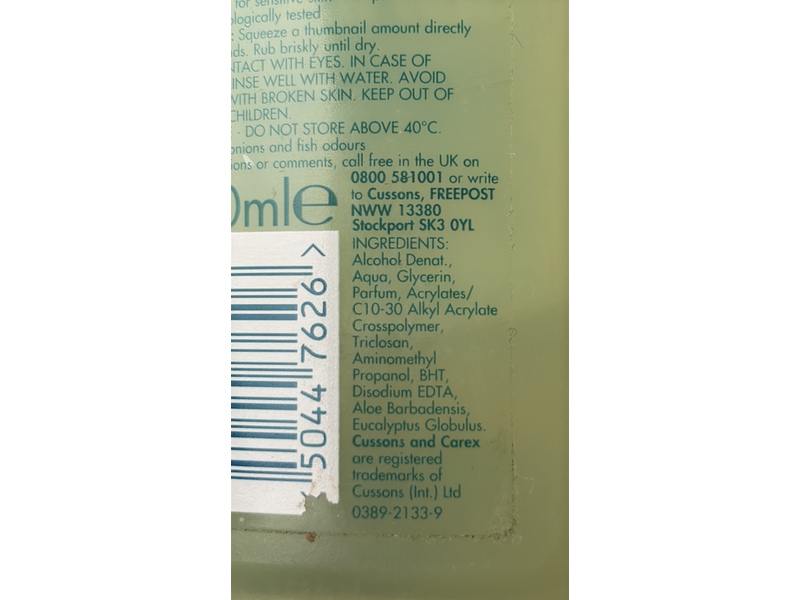 for sensitive skin
ologically tested
: Squeeze a thumbnail amount directly
ds. Rub briskly until dry.
NTACT WITH EYES. IN CASE OF
INSE WELL WITH WATER. AVOID
WITH BROKEN SKIN. KEEP OUT OF
CHILDREN.
- DO NOT STORE ABOVE 40°C.
onions and fish odours
ions or comments, call free in the UK on
0800 581001 or write
to Cussons, FREEPOST
NWW 13380
Stockport SK3 0YL
0ml e
INGREDIENTS:
Alcohol Denat.,
Aqua, Glycerin,
Parfum, Acrylates/
C10-30 Alkyl Acrylate
Crosspolymer,
Triclosan,
Aminomethyl
Propanol, BHT,
Disodium EDTA,
Aloe Barbadensis,
Eucalyptus Globulus.
Cussons and Carex
are registered
trademarks of
Cussons (Int.) Ltd
0389-2133-9
5044 7626 >